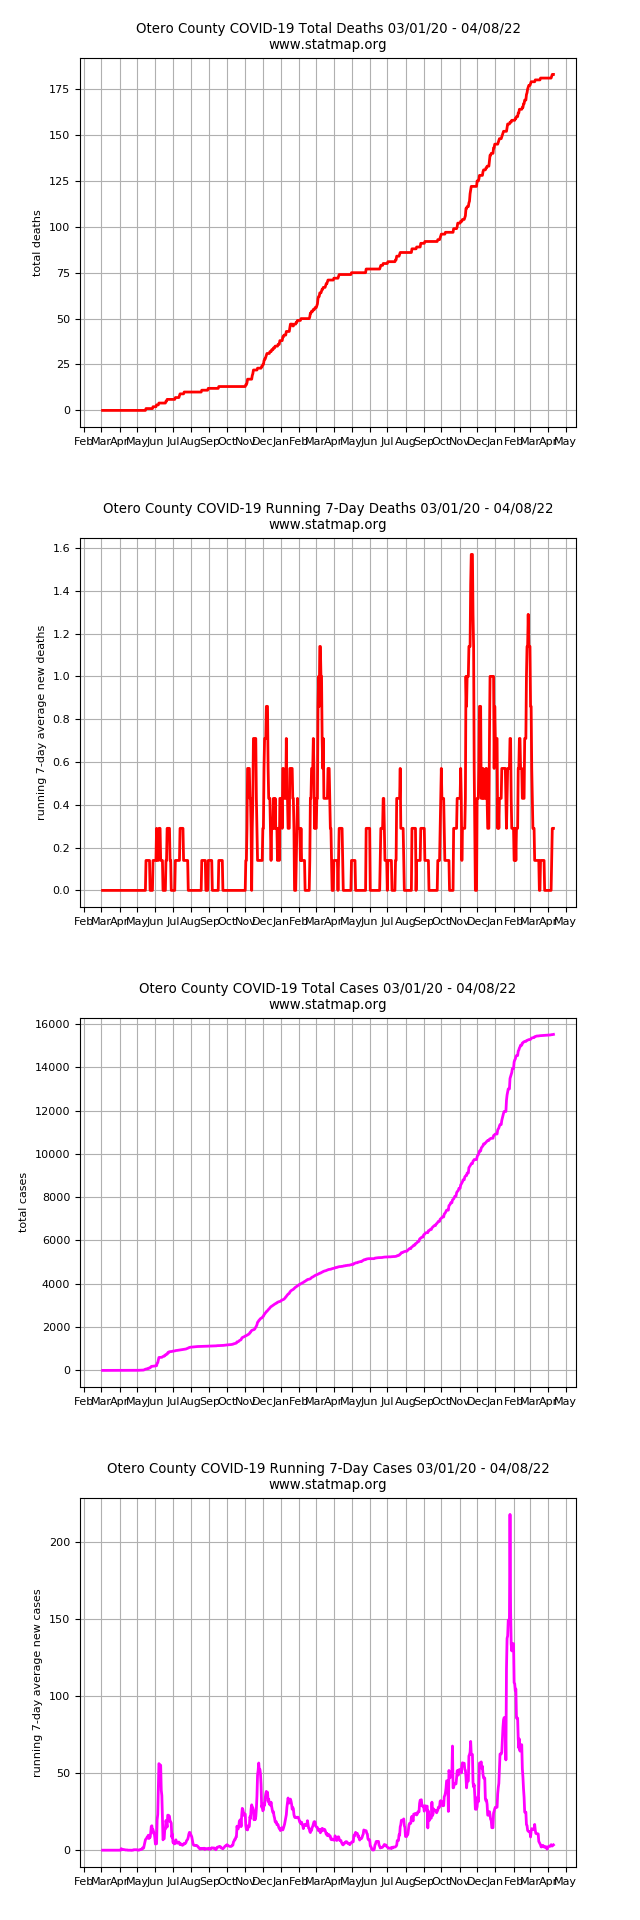 Otero County COVID-19 Total Deaths 03/01/20 - 04/08/22
www.statmap.org
175
150
125
100
75
50
25
0
total deaths
Feb Mar Apr May Jun Jul Aug Sep Oct Nov Dec Jan Feb Mar Apr May Jun Jul Aug Sep Oct Nov Dec Jan Feb Mar Apr May
Otero County COVID-19 Running 7-Day Deaths 03/01/20 - 04/08/22
www.statmap.org
1.6
1.4
1.2
1.0
0.8
0.6
0.4
0.2
0.0
running 7-day average new deaths
Feb Mar Apr May Jun Jul Aug Sep Oct Nov Dec Jan Feb Mar Apr May Jun Jul Aug Sep Oct Nov Dec Jan Feb Mar Apr May
Otero County COVID-19 Total Cases 03/01/20 - 04/08/22
www.statmap.org
16000
14000
12000
10000
8000
6000
4000
2000
0
total cases
Feb Mar Apr May Jun Jul Aug Sep Oct Nov Dec Jan Feb Mar Apr May Jun Jul Aug Sep Oct Nov Dec Jan Feb Mar Apr May
Otero County COVID-19 Running 7-Day Cases 03/01/20 - 04/08/22
www.statmap.org
200
150
100
50
0
running 7-day average new cases
Feb Mar Apr May Jun Jul Aug Sep Oct Nov Dec Jan Feb Mar Apr May Jun Jul Aug Sep Oct Nov Dec Jan Feb Mar Apr May